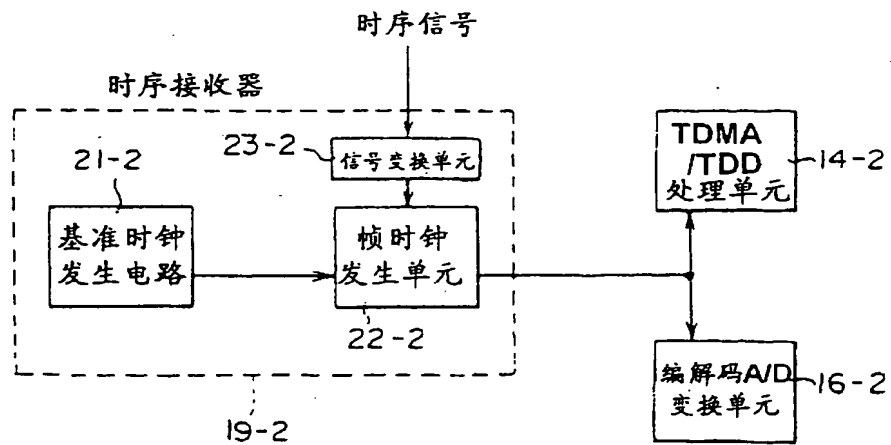 时序信号
时序接收器
23-2
信号变换单元
21-2
基准时钟
发生电路
帧时钟
发生单元
22-2
19-2
TDMA
/TDD
处理单元
14-2
编解码A/D
变换单元
16-2